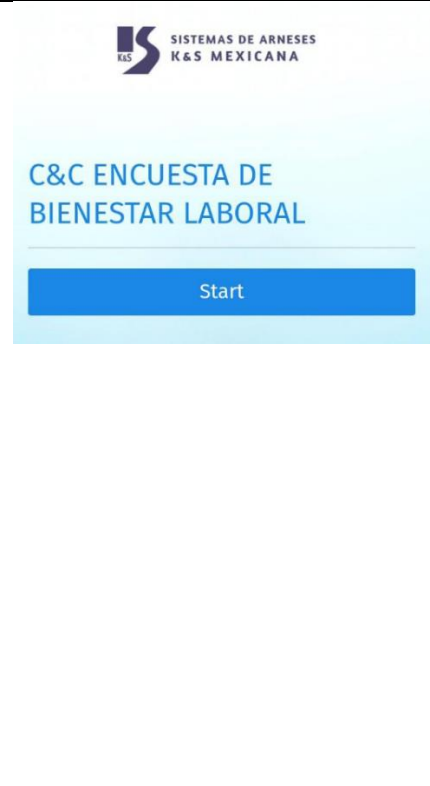 K&S
SISTEMAS DE ARNESES
K&S MEXICANA
C&C ENCUESTA DE
BIENESTAR LABORAL
Start